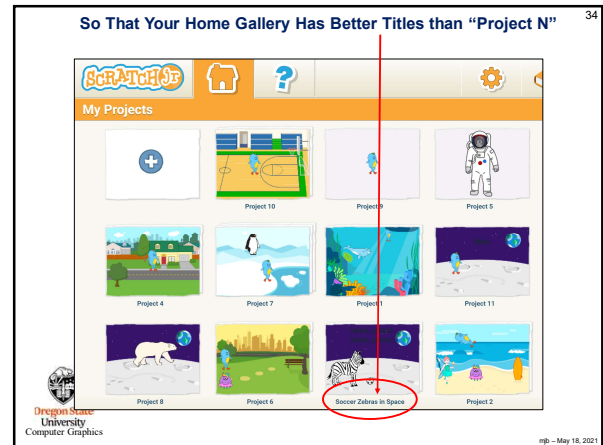 So That Your Home Gallery Has Better Titles than “Project N”
34
SCRATCHJr
?
My Projects
Project 10
Project 9
Project 5
Project 4
Project 7
Project 1
Project 11
Project 8
Project 6
Soccer Zebras in Space
Project 2
Oregon State
University
Computer Graphics
mjb – May 18, 2021